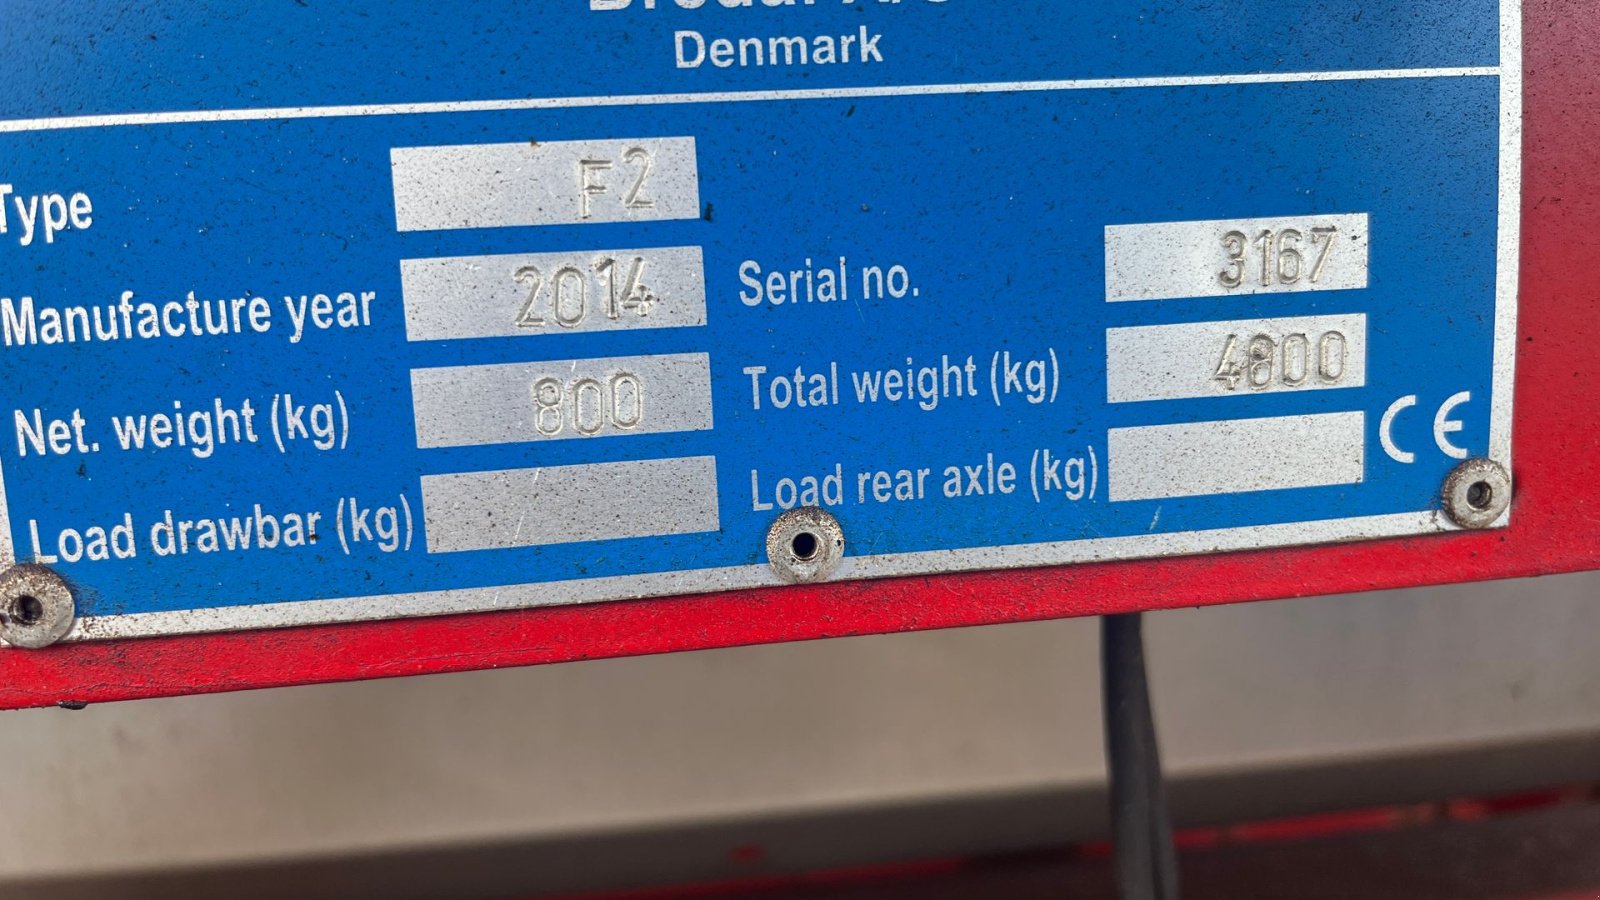 Denmark
Type F2
Manufacture year 2014 Serial no. 3167
Net. weight (kg) 800 Total weight (kg) 4800
Load drawbar (kg) Load rear axle (kg) CE